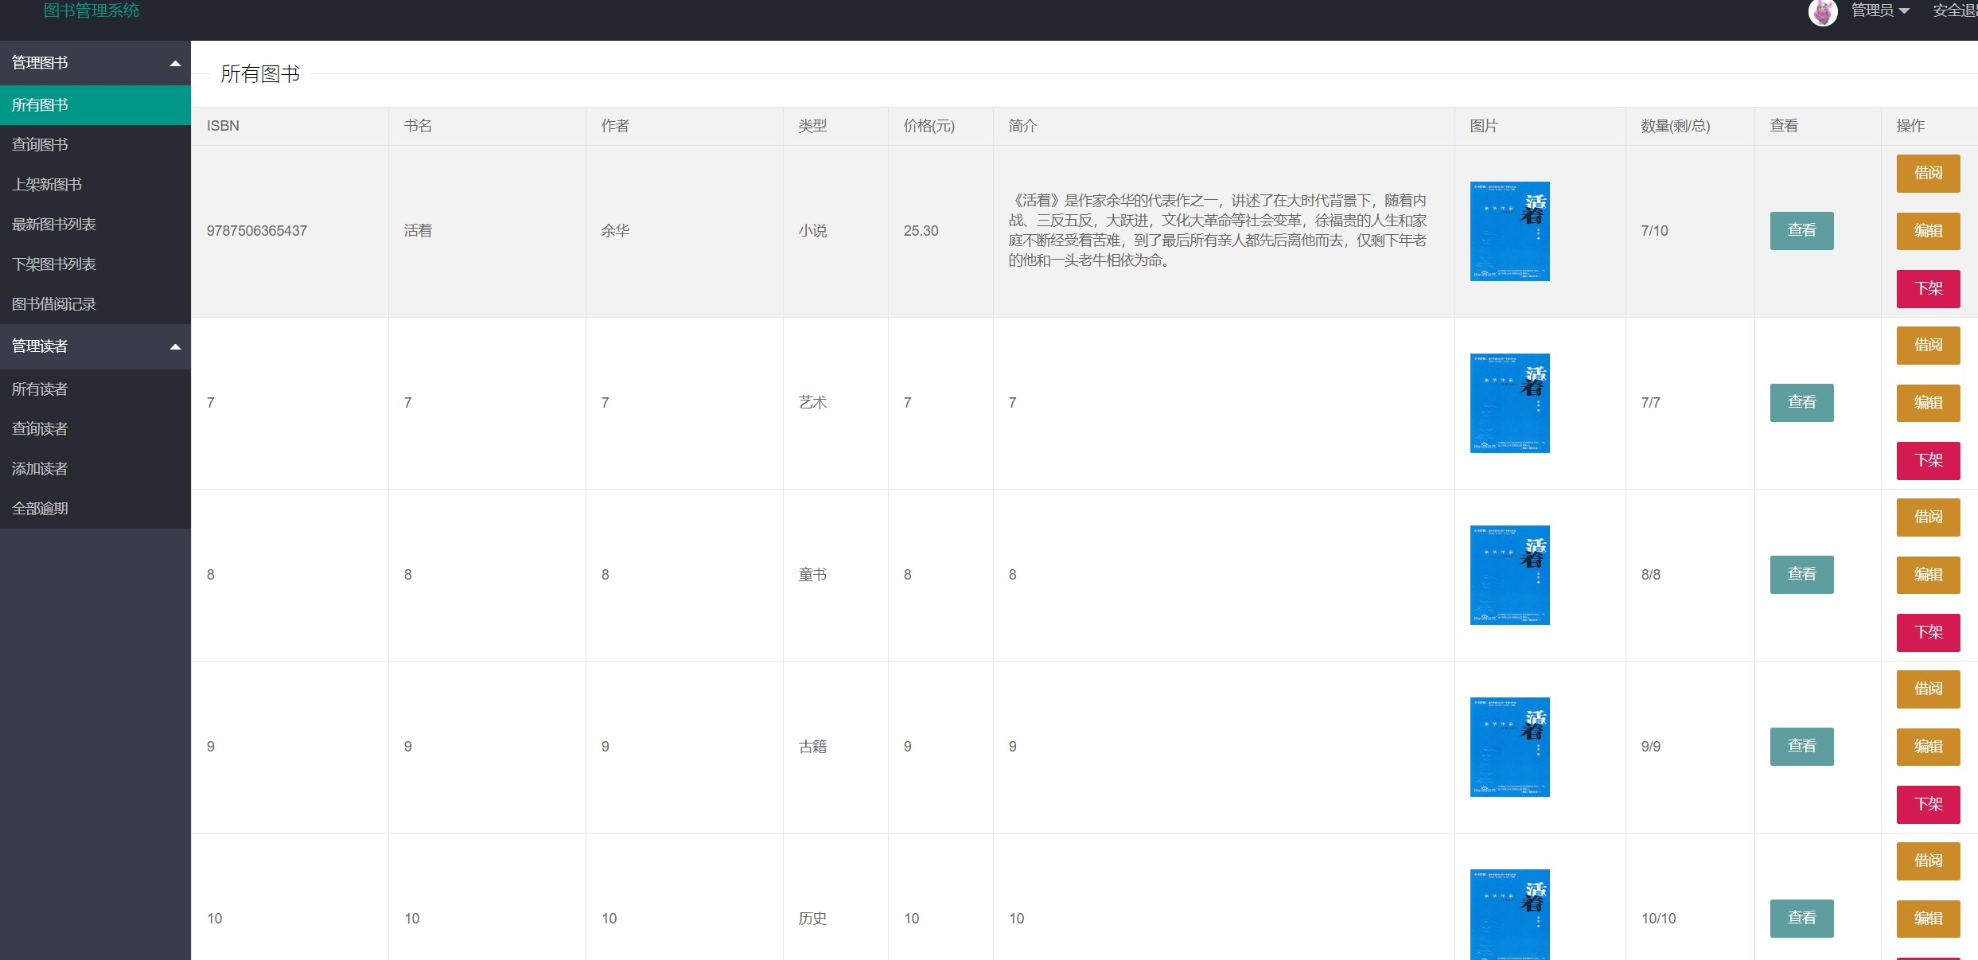 图书管理系统
管理员
安全退
管理图书
所有图书
查询图书
上架新图书
最新图书列表
下架图书列表
图书借阅记录
管理读者
所有读者
查询读者
添加读者
全部逾期
所有图书
ISBN 书名 作者 类型 价格(元) 简介 图片 数量(剩/总) 查看 操作
9787506365437 活着 余华 小说 25.30
《活着》是作家余华的代表作之一，讲述了在大时代背景下，随着内
战、三反五反，大跃进，文化大革命等社会变革，徐福贵的人生和家
庭不断经受着苦难，到了最后所有亲人都先后离他而去，仅剩下年老
的他和一头老牛相依为命。
活着
7/10 查看
借阅
编辑
下架
7 7 7 艺术 7 7
活着
7/7 查看
借阅
编辑
下架
8 8 8 童书 8 8
活着
8/8 查看
借阅
编辑
下架
9 9 9 古籍 9 9
活着
9/9 查看
借阅
编辑
下架
10 10 10 历史 10 10
活着
10/10 查看
借阅
编辑